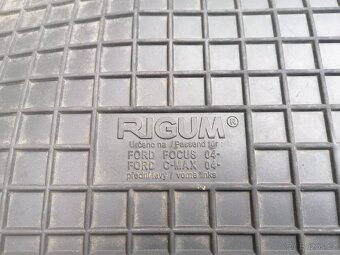 RIGUM®
Určeno na / Passend für :
FORD FOCUS 04-
FORD C-MAX 04-
přední levý / vorne links